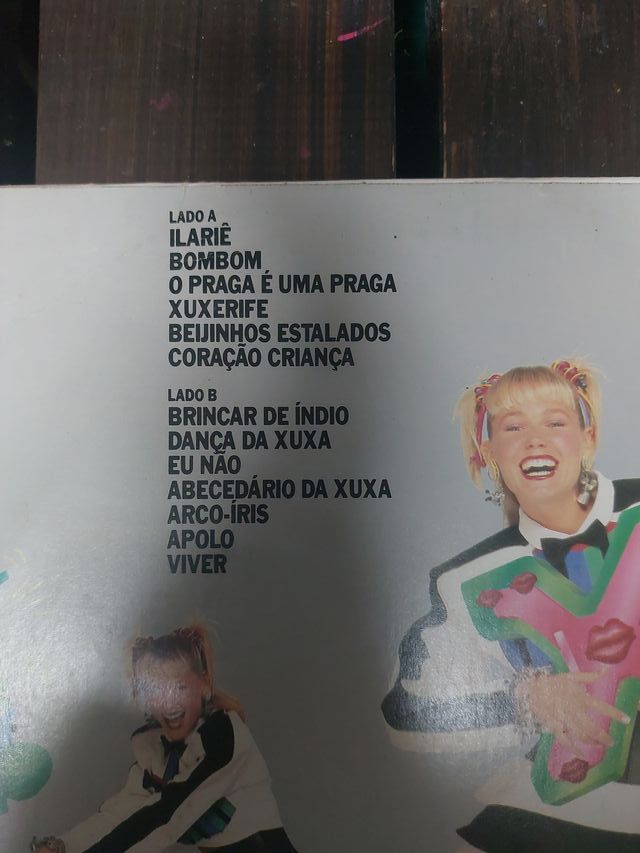 LADO A
ILARIÊ
BOMBOM
O PRAGA É UMA PRAGA
XUXERIFE
BEIJINHOS ESTALADOS
CORAÇÃO CRIANÇA
LADO B
BRINCAR DE ÍNDIO
DANÇA DA XUXA
EU NÃO
ABECEDÁRIO DA XUXA
ARCO-ÍRIS
APOLO
VIVER